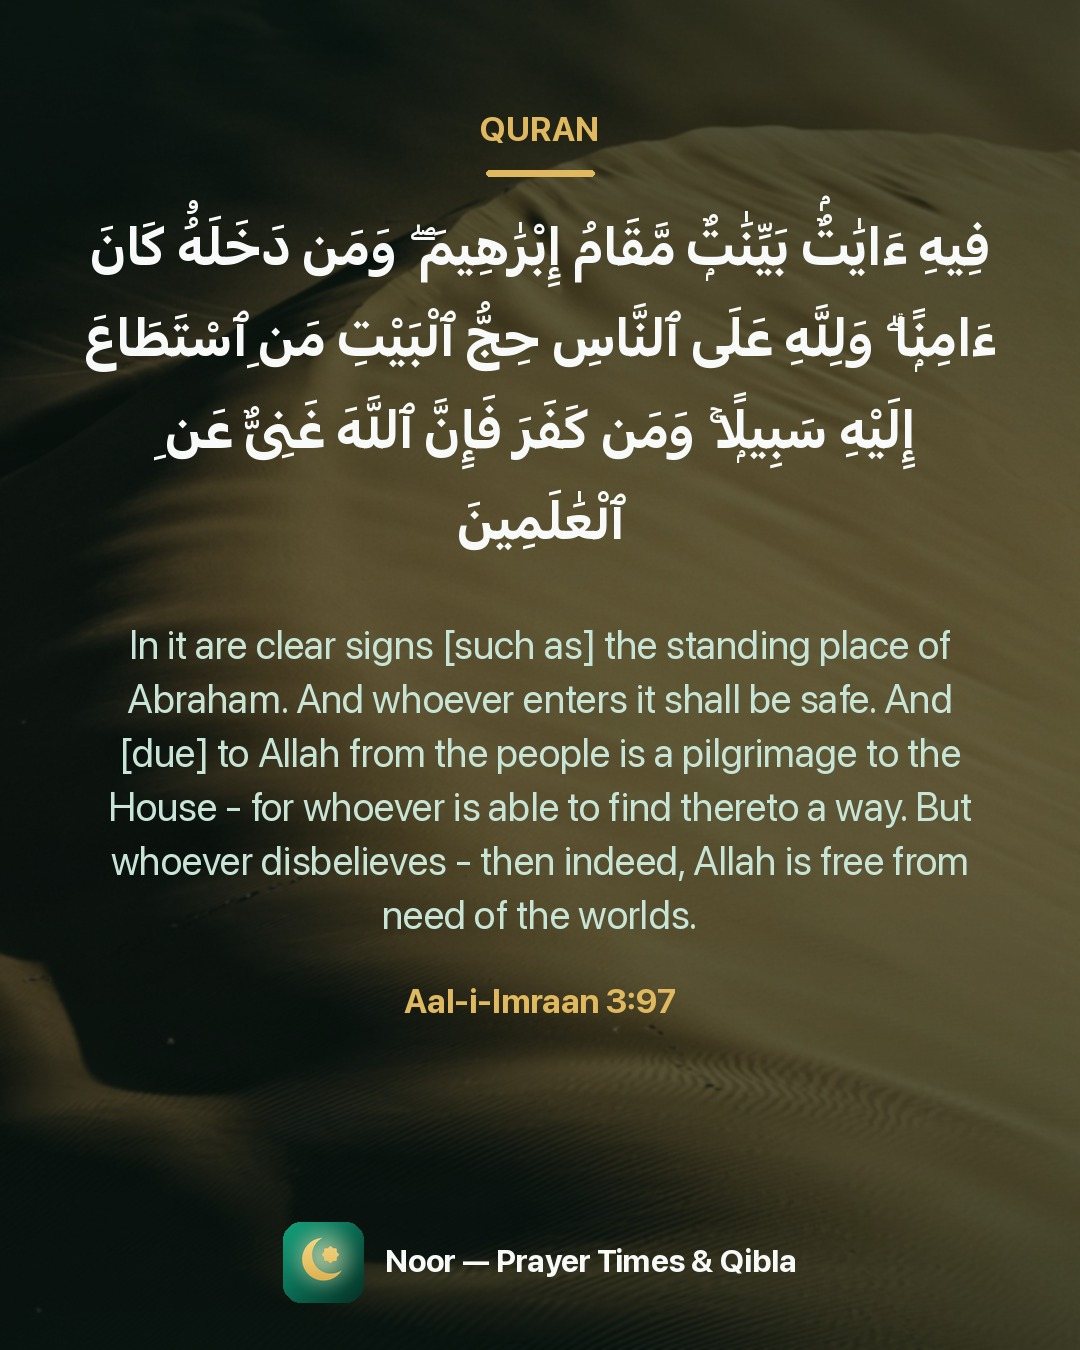 QURAN
فِيهِ ءَايَٰتٌۢ بَيِّنَٰتٌۭ مَّقَامُ إِبْرَٰهِيمَ ۖ وَمَن دَخَلَهُۥ كَانَ
ءَامِنًۭا ۗ وَلِلَّهِ عَلَى ٱلنَّاسِ حِجُّ ٱلْبَيْتِ مَنِ ٱسْتَطَاعَ
إِلَيْهِ سَبِيلًۭا ۚ وَمَن كَفَرَ فَإِنَّ ٱللَّهَ غَنِىٌّ عَنِ
ٱلْعَٰلَمِينَ
In it are clear signs [such as] the standing place of
Abraham. And whoever enters it shall be safe. And
[due] to Allah from the people is a pilgrimage to the
House - for whoever is able to find thereto a way. But
whoever disbelieves - then indeed, Allah is free from
need of the worlds.
Aal-i-Imraan 3:97
Noor — Prayer Times & Qibla